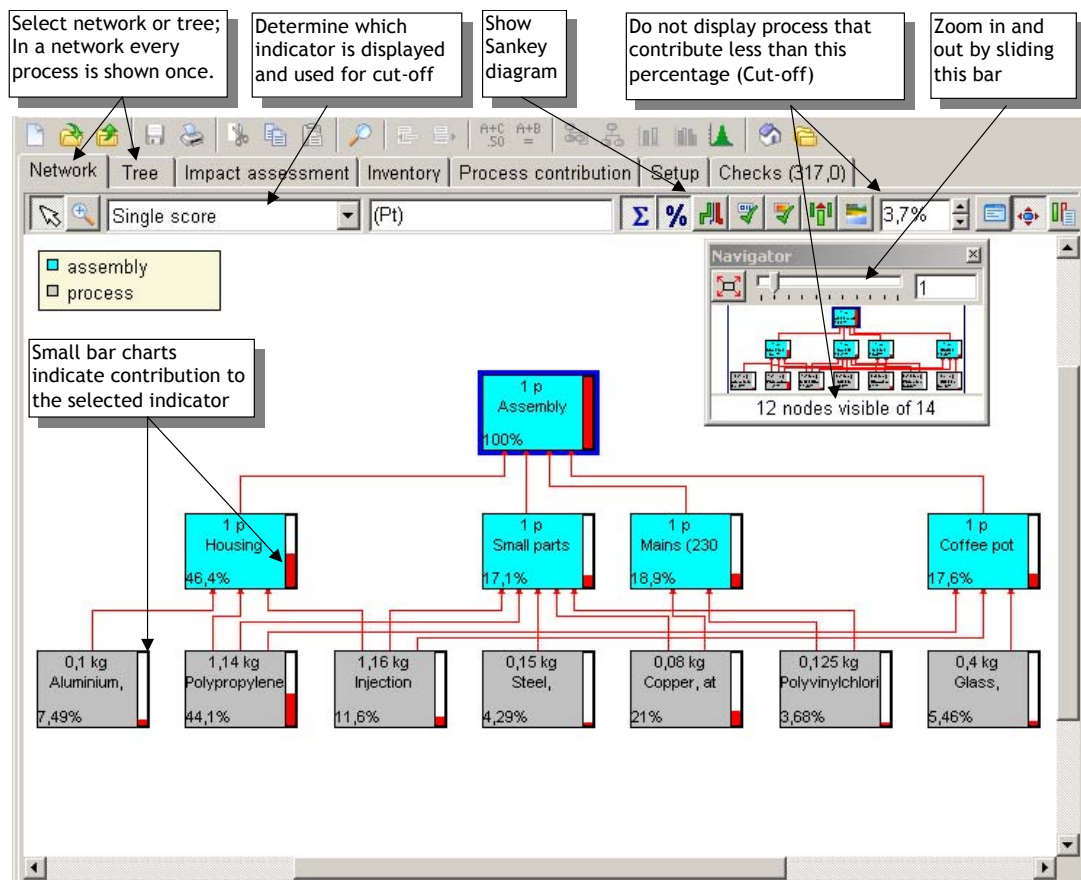 Select network or tree;
In a network every
process is shown once.
Determine which
indicator is displayed
and used for cut-off
Show
Sankey
diagram
Do not display process that
contribute less than this
percentage (Cut-off)
Zoom in and
out by sliding
this bar
A+C
50
A+B
=
Network Tree Impact assessment Inventory Process contribution Setup Checks (317,0)
Single score (Pt) Σ % 3,7%
assembly
process
Navigator
1
12 nodes visible of 14
Small bar charts
indicate contribution to
the selected indicator
1 p
Assembly
100%
1 p
Housing
46,4%
1 p
Small parts
17,1%
1 p
Mains (230
18,9%
1 p
Coffee pot
17,6%
0,1 kg
Aluminium,
7,49%
1,14 kg
Polypropylene
44,1%
1,16 kg
Injection
11,6%
0,15 kg
Steel,
4,29%
0,08 kg
Copper, at
21%
0,125 kg
Polyvinylchlori
3,68%
0,4 kg
Glass,
5,46%